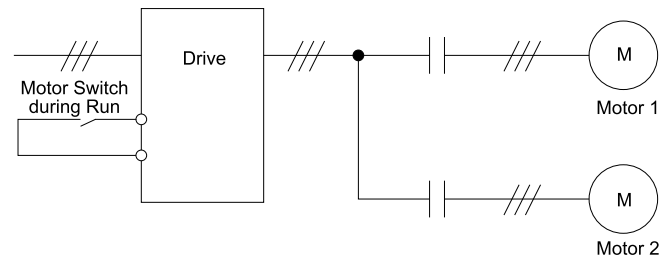 Drive
Motor Switch
during Run
M
Motor 1
M
Motor 2